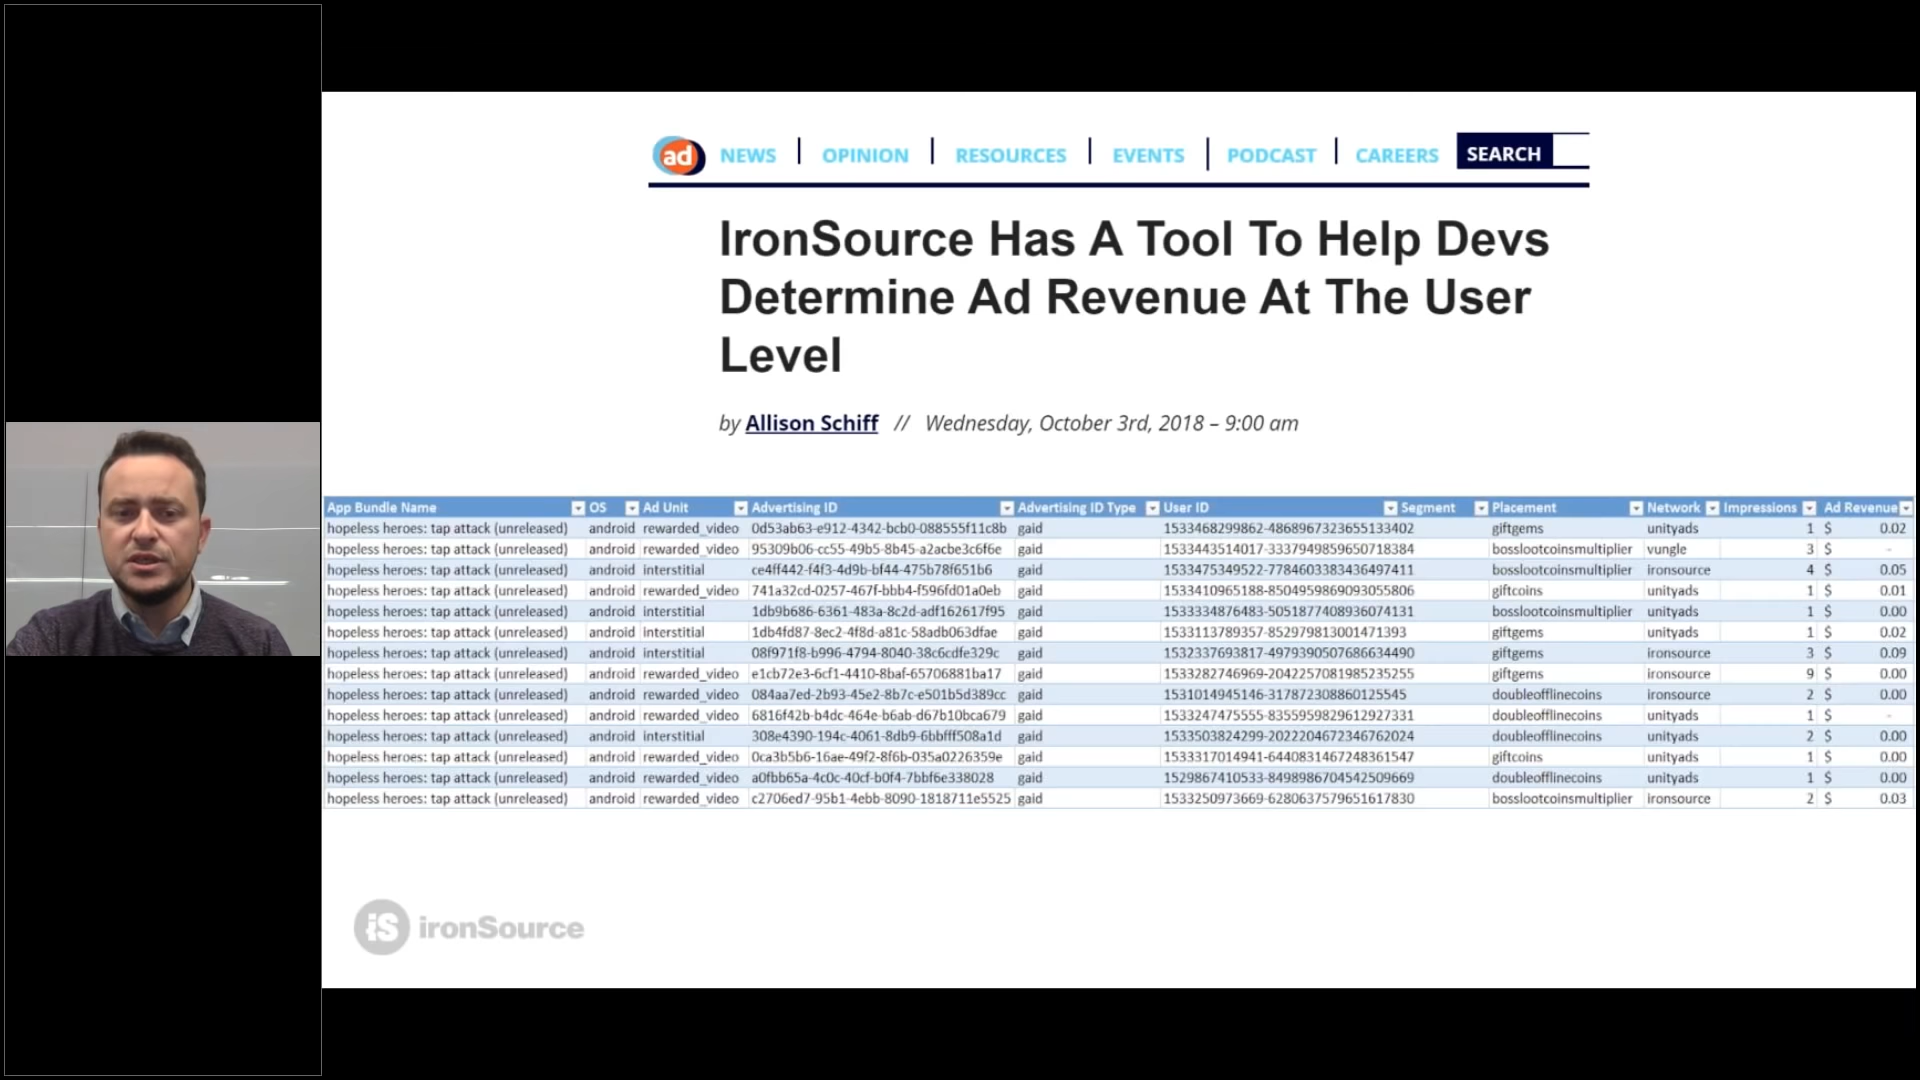 ad NEWS OPINION RESOURCES EVENTS PODCAST CAREERS SEARCH
IronSource Has A Tool To Help Devs
Determine Ad Revenue At The User
Level
by Allison Schiff // Wednesday, October 3rd, 2018 – 9:00 am
App Bundle Name OS Ad Unit Advertising ID Advertising ID Type User ID Segment Placement Network Impressions Ad Revenue
hopeless heroes: tap attack (unreleased) android rewarded_video 0d53ab63-e912-4342-bcb0-088555f11c8b gaid 1533468299862-4868967323655133402 giftgems unityads 1 $ 0.02
hopeless heroes: tap attack (unreleased) android rewarded_video 95309b06-cc55-49b5-8b45-a2acbe3c6f6e gaid 1533443514017-3337949859650718384 bosslootcoinsmultiplier vungle 3 $ -
hopeless heroes: tap attack (unreleased) android interstitial ce4ff442-f4f3-4d9b-bf44-475b78f651b6 gaid 1533475349522-7784603383436497411 bosslootcoinsmultiplier ironsource 4 $ 0.05
hopeless heroes: tap attack (unreleased) android rewarded_video 741a32cd-0257-467f-bbb4-f596fd01a0eb gaid 1533410965188-8504959869093055806 giftcoins unityads 1 $ 0.01
hopeless heroes: tap attack (unreleased) android interstitial 1db9b686-6361-483a-8c2d-adf162617f95 gaid 1533334876483-5051877408936074131 bosslootcoinsmultiplier unityads 1 $ 0.00
hopeless heroes: tap attack (unreleased) android interstitial 1db4fd87-8ec2-4f8d-a81c-58adb063dfae gaid 1533113789357-852979813001471393 giftgems unityads 1 $ 0.02
hopeless heroes: tap attack (unreleased) android interstitial 08f971f8-b996-4794-8040-38c6cdfe329c gaid 1532337693817-4979390507686634490 giftgems ironsource 3 $ 0.09
hopeless heroes: tap attack (unreleased) android rewarded_video e1cb72e3-6cf1-4410-8baf-65706881ba17 gaid 1533282746969-2042257081985235255 giftgems ironsource 9 $ 0.00
hopeless heroes: tap attack (unreleased) android rewarded_video 084aa7ed-2b93-45e2-8b7c-e501b5d389cc gaid 1531014945146-317872308860125545 doubleofflinecoins ironsource 2 $ 0.00
hopeless heroes: tap attack (unreleased) android rewarded_video 6816f42b-b4dc-464e-b6ab-d67b10bca679 gaid 1533247475555-8355959829612927331 doubleofflinecoins unityads 1 $ -
hopeless heroes: tap attack (unreleased) android interstitial 308e4390-194c-4061-8db9-6bbfff508a1d gaid 1533503824299-2022204672346762024 doubleofflinecoins unityads 2 $ 0.00
hopeless heroes: tap attack (unreleased) android rewarded_video 0ca3b5b6-16ae-49f2-8f6b-035a0226359e gaid 1533317014941-6440831467248361547 giftcoins unityads 1 $ 0.00
hopeless heroes: tap attack (unreleased) android rewarded_video a0fbb65a-4c0c-40cf-b0f4-7bbf6e338028 gaid 1529867410533-8498986704542509669 doubleofflinecoins unityads 1 $ 0.00
hopeless heroes: tap attack (unreleased) android rewarded_video c2706ed7-95b1-4ebb-8090-1818711e5525 gaid 1533250973669-6280637579651617830 bosslootcoinsmultiplier ironsource 2 $ 0.03
iS ironSource